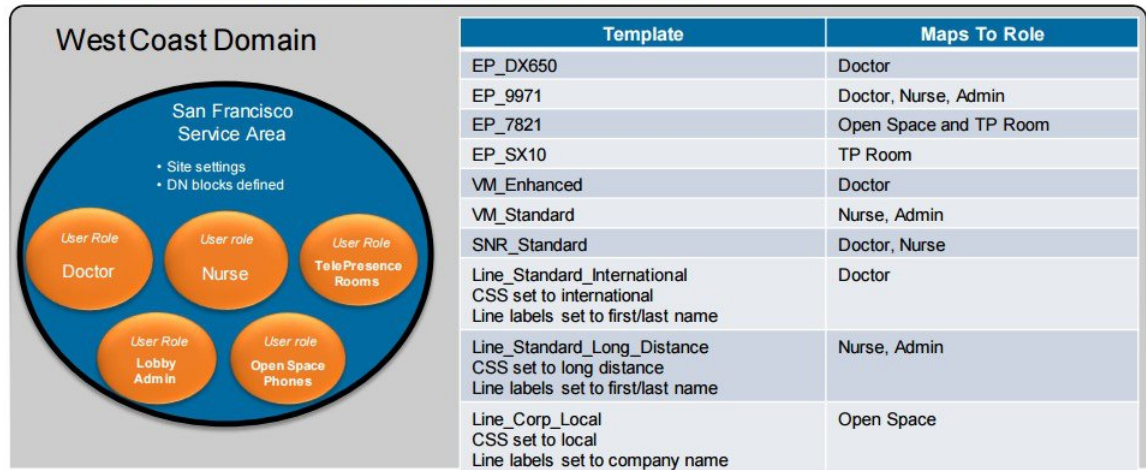 West Coast Domain
San Francisco
Service Area
• Site settings
• DN blocks defined
User Role
Doctor
User role
Nurse
User Role
TelePresence
Rooms
User Role
Lobby
Admin
User role
Open Space
Phones
Template Maps To Role
EP_DX650 Doctor
EP_9971 Doctor, Nurse, Admin
EP_7821 Open Space and TP Room
EP_SX10 TP Room
VM_Enhanced Doctor
VM_Standard Nurse, Admin
SNR_Standard Doctor, Nurse
Line_Standard_International Doctor
CSS set to international
Line labels set to first/last name
Line_Standard_Long_Distance Nurse, Admin
CSS set to long distance
Line labels set to first/last name
Line_Corp_Local Open Space
CSS set to local
Line labels set to company name